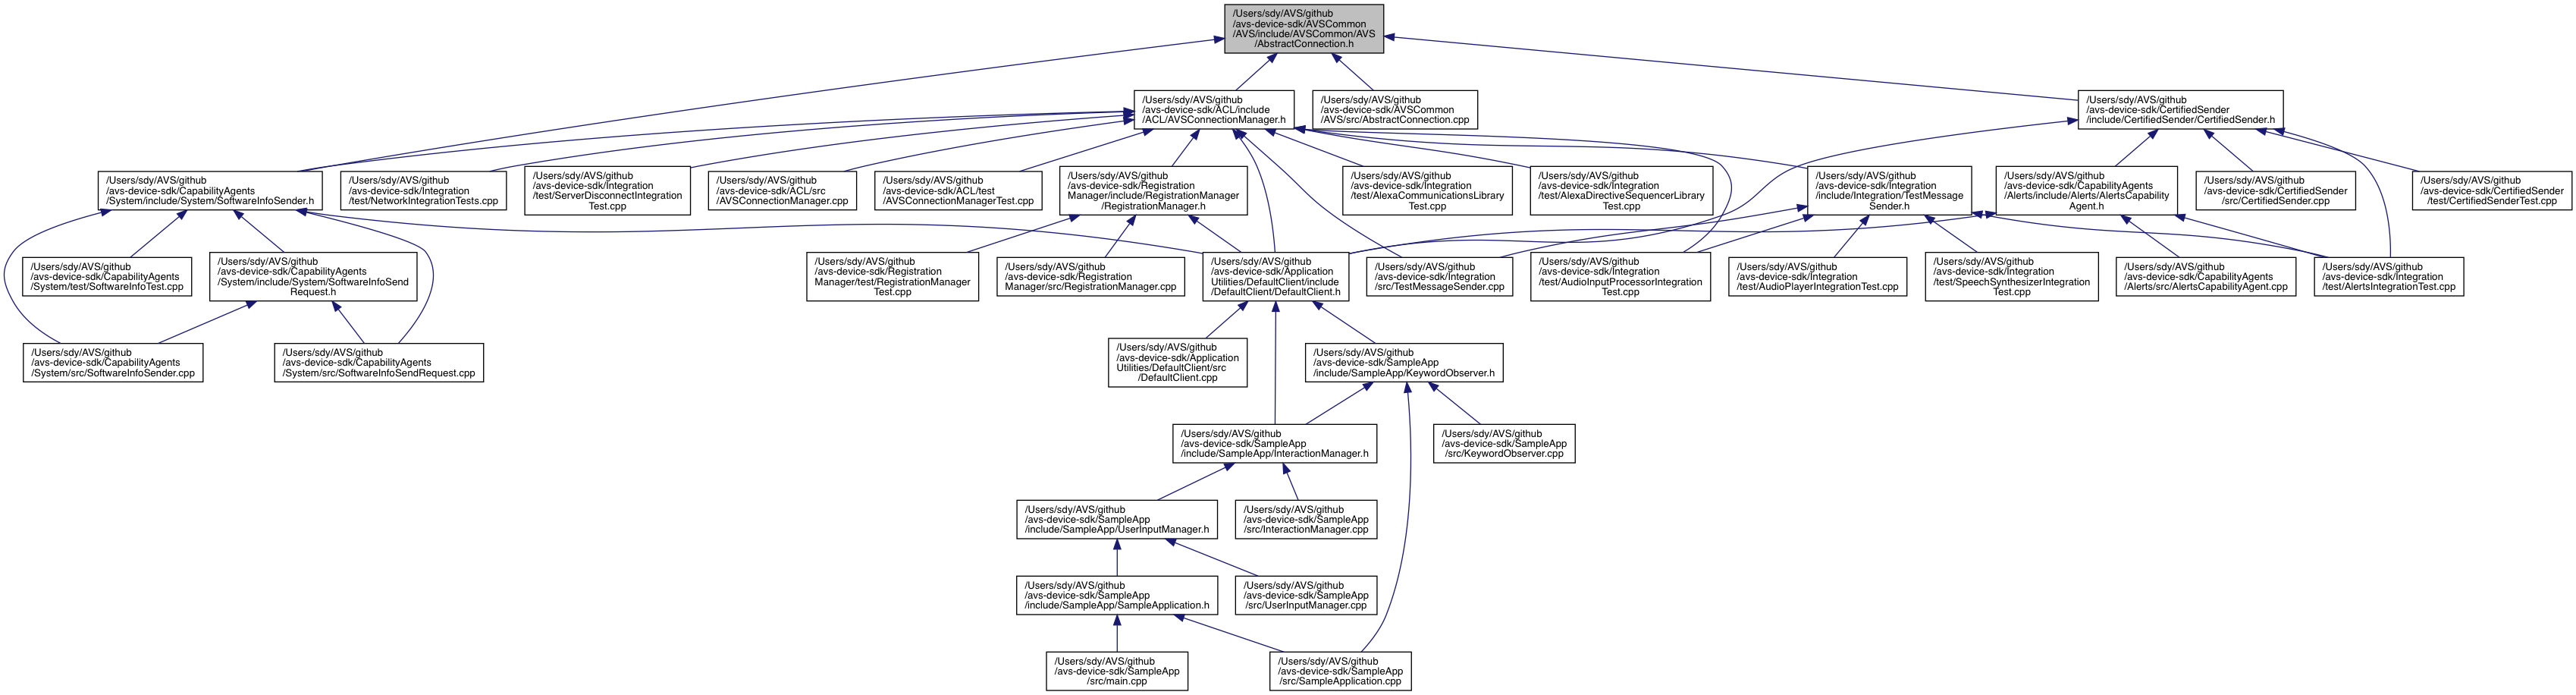 /Users/sdy/AVS/github
/avs-device-sdk/AVSCommon
/AVS/include/AVSCommon/AVS
/AbstractConnection.h
/Users/sdy/AVS/github
/avs-device-sdk/ACL/include
/ACL/AVSConnectionManager.h
/Users/sdy/AVS/github
/avs-device-sdk/AVSCommon
/AVS/src/AbstractConnection.cpp
/Users/sdy/AVS/github
/avs-device-sdk/CertifiedSender
/include/CertifiedSender/CertifiedSender.h
/Users/sdy/AVS/github
/avs-device-sdk/CapabilityAgents
/System/include/System/SoftwareInfoSender.h
/Users/sdy/AVS/github
/avs-device-sdk/Integration
/test/NetworkIntegrationTests.cpp
/Users/sdy/AVS/github
/avs-device-sdk/Integration
/test/ServerDisconnectIntegration
Test.cpp
/Users/sdy/AVS/github
/avs-device-sdk/ACL/src
/AVSConnectionManager.cpp
/Users/sdy/AVS/github
/avs-device-sdk/ACL/test
/AVSConnectionManagerTest.cpp
/Users/sdy/AVS/github
/avs-device-sdk/Registration
Manager/include/RegistrationManager
/RegistrationManager.h
/Users/sdy/AVS/github
/avs-device-sdk/Integration
/test/AlexaCommunicationsLibrary
Test.cpp
/Users/sdy/AVS/github
/avs-device-sdk/Integration
/test/AlexaDirectiveSequencerLibrary
Test.cpp
/Users/sdy/AVS/github
/avs-device-sdk/Integration
/include/Integration/TestMessage
Sender.h
/Users/sdy/AVS/github
/avs-device-sdk/CapabilityAgents
/Alerts/include/Alerts/AlertsCapability
Agent.h
/Users/sdy/AVS/github
/avs-device-sdk/CertifiedSender
/src/CertifiedSender.cpp
/Users/sdy/AVS/github
/avs-device-sdk/CertifiedSender
/test/CertifiedSenderTest.cpp
/Users/sdy/AVS/github
/avs-device-sdk/CapabilityAgents
/System/test/SoftwareInfoTest.cpp
/Users/sdy/AVS/github
/avs-device-sdk/CapabilityAgents
/System/include/System/SoftwareInfoSend
Request.h
/Users/sdy/AVS/github
/avs-device-sdk/Registration
Manager/test/RegistrationManager
Test.cpp
/Users/sdy/AVS/github
/avs-device-sdk/Registration
Manager/src/RegistrationManager.cpp
/Users/sdy/AVS/github
/avs-device-sdk/Application
Utilities/DefaultClient/include
/DefaultClient/DefaultClient.h
/Users/sdy/AVS/github
/avs-device-sdk/Integration
/src/TestMessageSender.cpp
/Users/sdy/AVS/github
/avs-device-sdk/Integration
/test/AudioInputProcessorIntegration
Test.cpp
/Users/sdy/AVS/github
/avs-device-sdk/Integration
/test/AudioPlayerIntegrationTest.cpp
/Users/sdy/AVS/github
/avs-device-sdk/Integration
/test/SpeechSynthesizerIntegration
Test.cpp
/Users/sdy/AVS/github
/avs-device-sdk/CapabilityAgents
/Alerts/src/AlertsCapabilityAgent.cpp
/Users/sdy/AVS/github
/avs-device-sdk/Integration
/test/AlertsIntegrationTest.cpp
/Users/sdy/AVS/github
/avs-device-sdk/CapabilityAgents
/System/src/SoftwareInfoSender.cpp
/Users/sdy/AVS/github
/avs-device-sdk/CapabilityAgents
/System/src/SoftwareInfoSendRequest.cpp
/Users/sdy/AVS/github
/avs-device-sdk/Application
Utilities/DefaultClient/src
/DefaultClient.cpp
/Users/sdy/AVS/github
/avs-device-sdk/SampleApp
/include/SampleApp/KeywordObserver.h
/Users/sdy/AVS/github
/avs-device-sdk/SampleApp
/include/SampleApp/InteractionManager.h
/Users/sdy/AVS/github
/avs-device-sdk/SampleApp
/src/KeywordObserver.cpp
/Users/sdy/AVS/github
/avs-device-sdk/SampleApp
/include/SampleApp/UserInputManager.h
/Users/sdy/AVS/github
/avs-device-sdk/SampleApp
/src/InteractionManager.cpp
/Users/sdy/AVS/github
/avs-device-sdk/SampleApp
/include/SampleApp/SampleApplication.h
/Users/sdy/AVS/github
/avs-device-sdk/SampleApp
/src/UserInputManager.cpp
/Users/sdy/AVS/github
/avs-device-sdk/SampleApp
/src/main.cpp
/Users/sdy/AVS/github
/avs-device-sdk/SampleApp
/src/SampleApplication.cpp